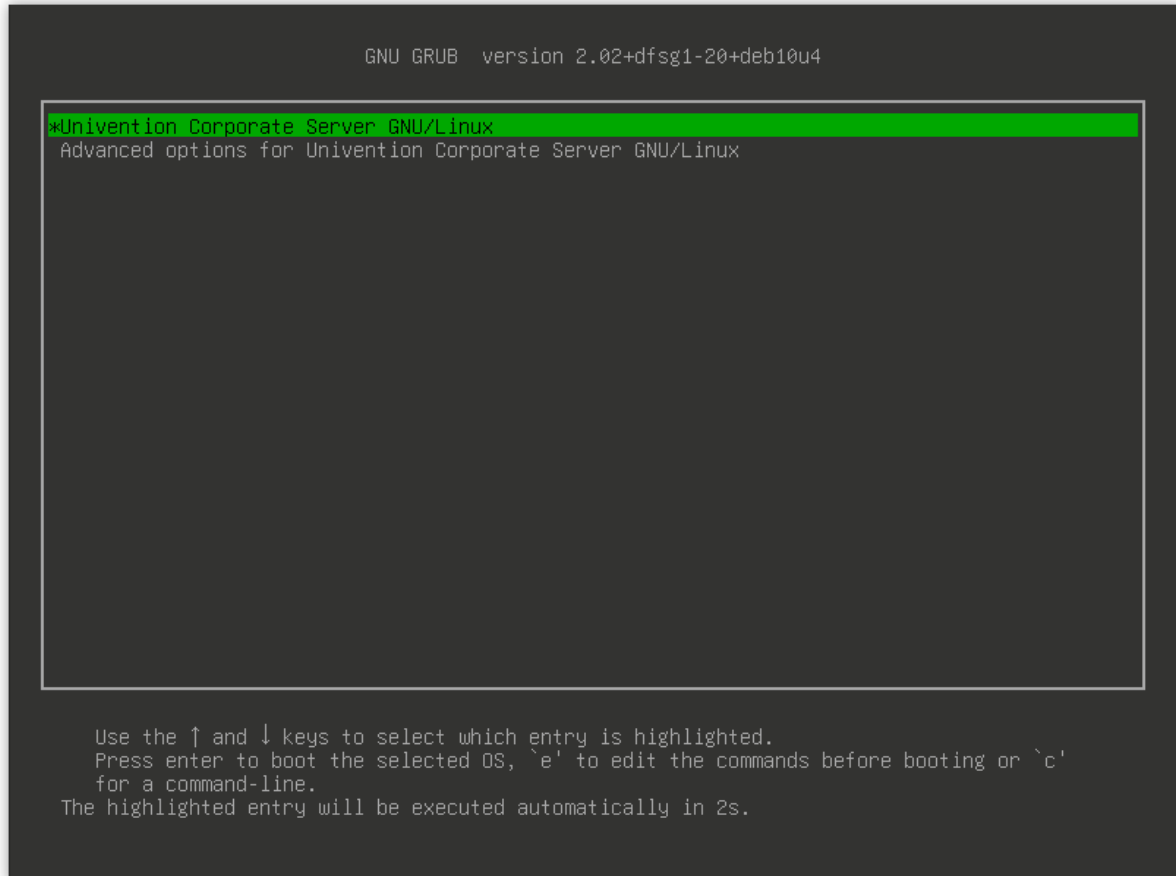 GNU GRUB  version 2.02+dfsg1-20+deb10u4
*Univention Corporate Server GNU/Linux
Advanced options for Univention Corporate Server GNU/Linux
Use the ↑ and ↓ keys to select which entry is highlighted.
Press enter to boot the selected OS, `e' to edit the commands before booting or `c'
for a command-line.
The highlighted entry will be executed automatically in 2s.